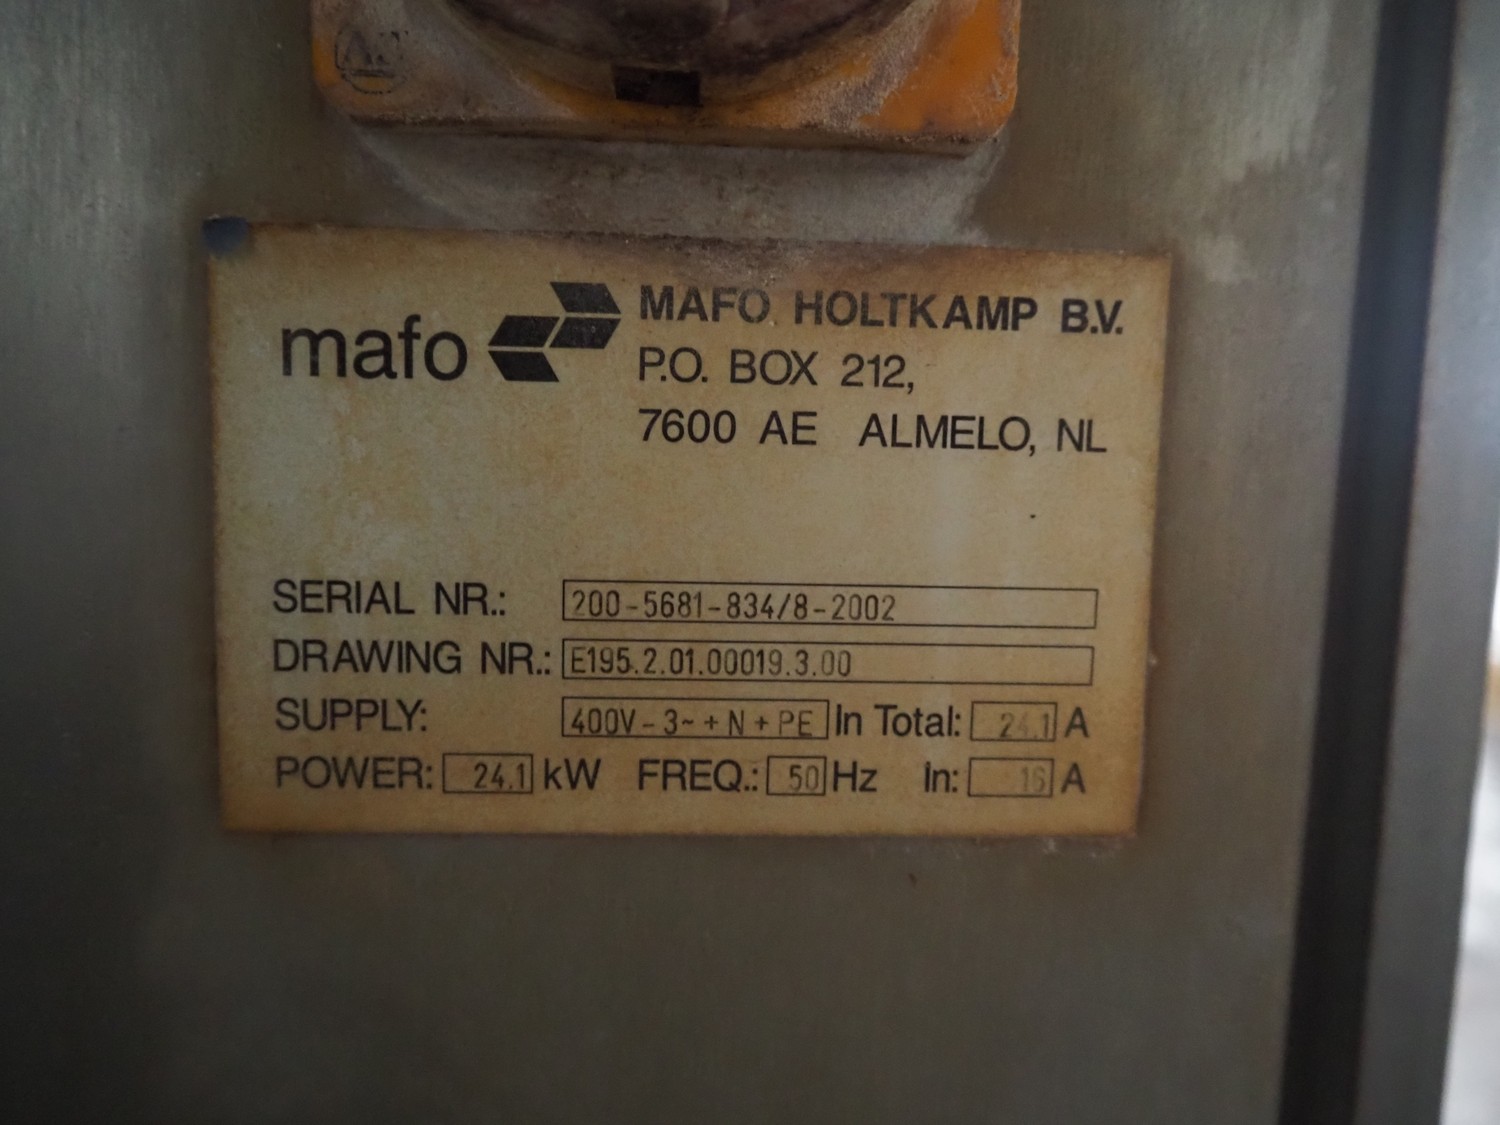 mafo
MAFO HOLTKAMP B.V.
P.O. BOX 212,
7600 AE ALMELO, NL
SERIAL NR.: 200-5681-834/8-2002
DRAWING NR.: E195.2.01.00019.3.00
SUPPLY: 400V-3~+N+PE In Total: 24.1 A
POWER: 24.1 kW FREQ.: 50 Hz In: 16 A